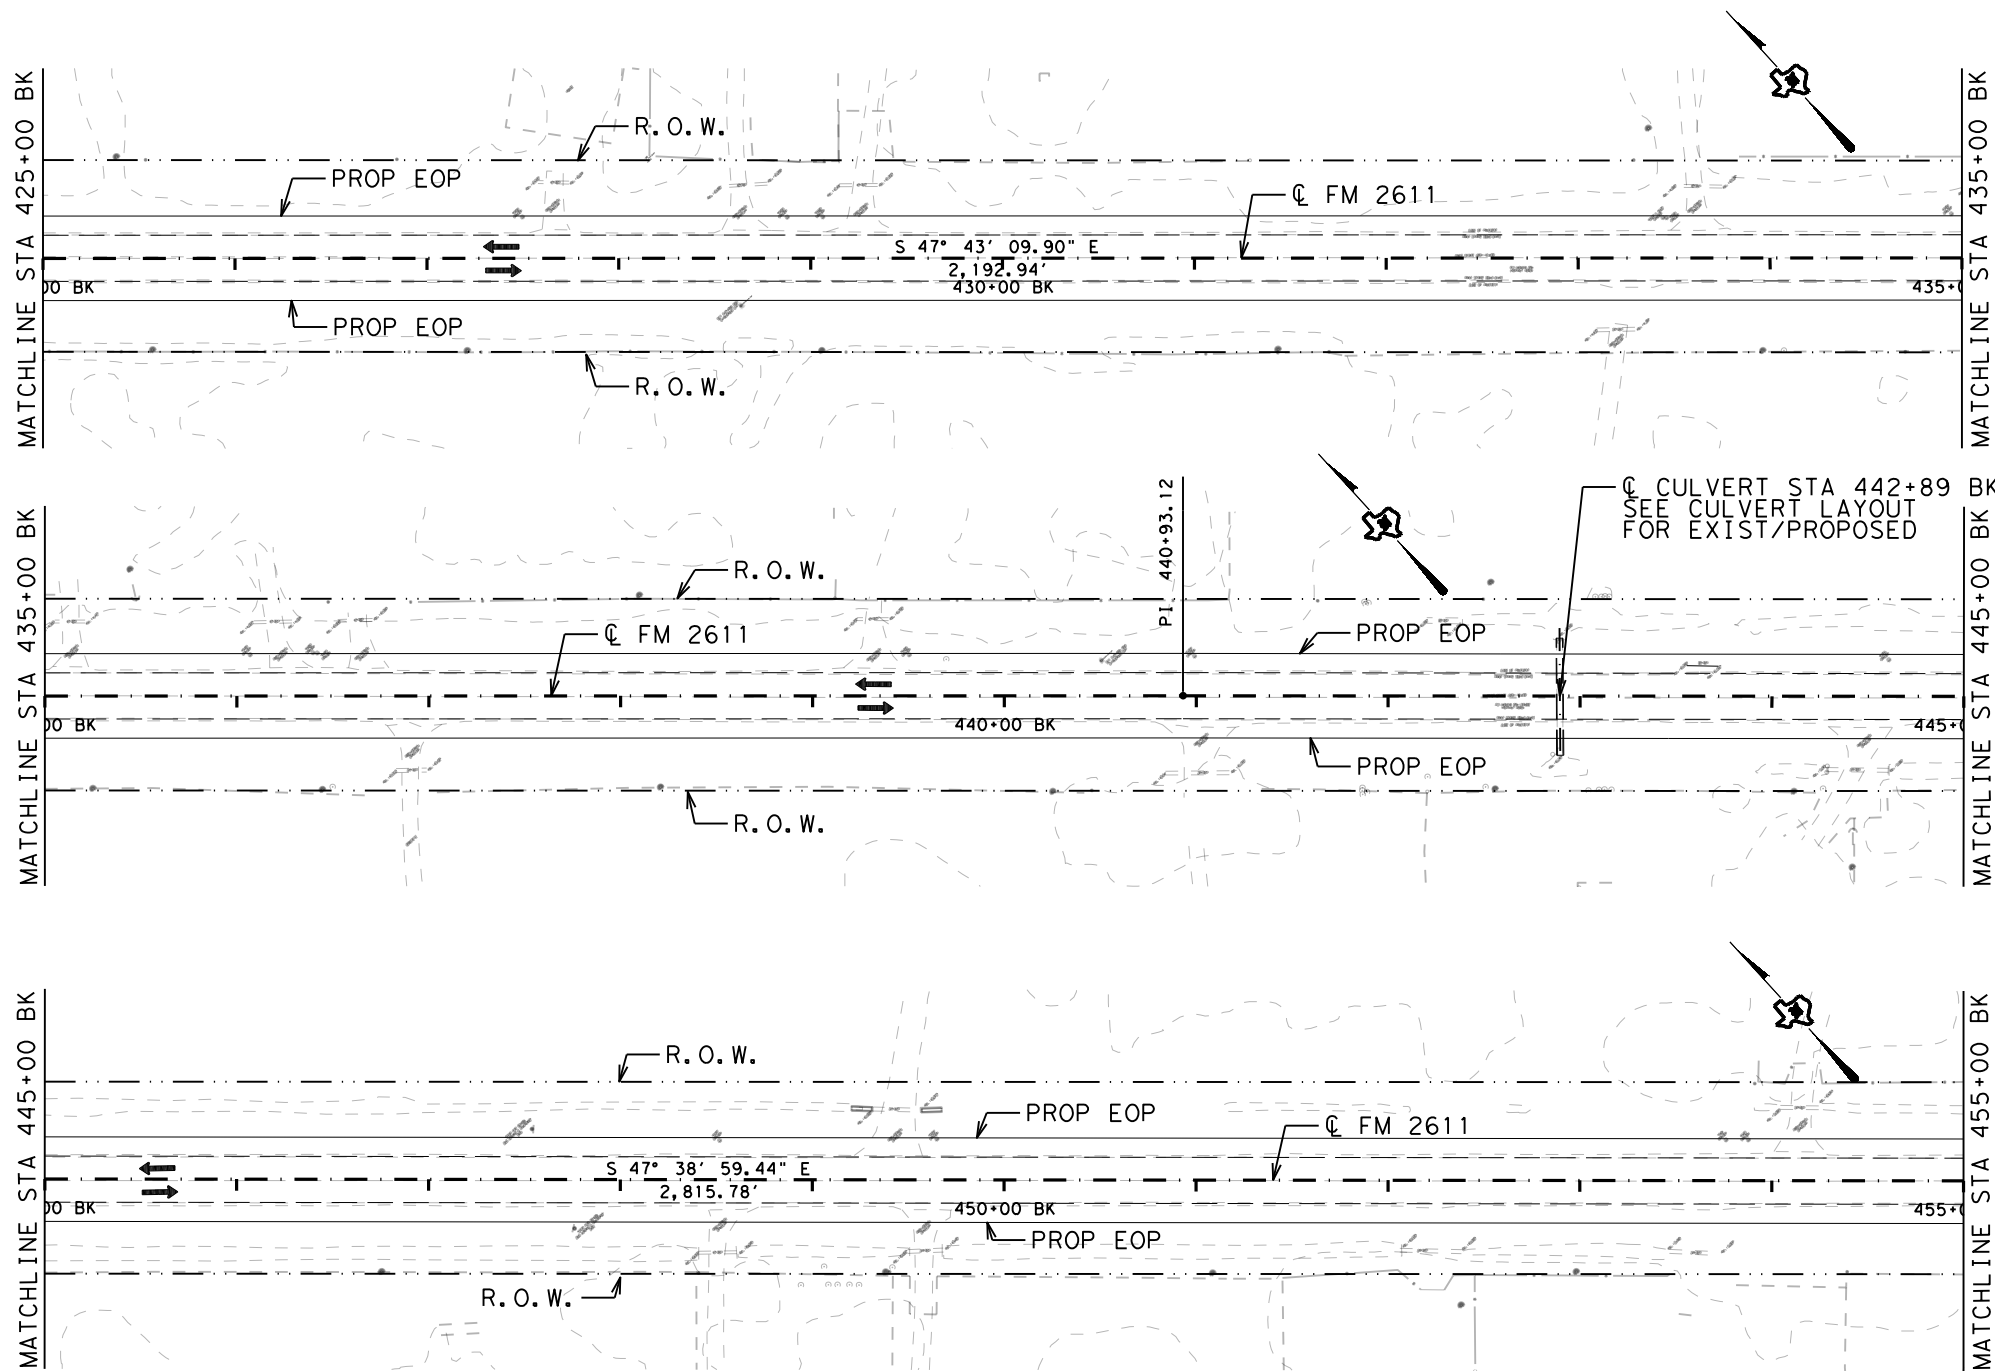 MATCHLINE STA 425+00 BK
R.O.W.
PROP EOP
℄ FM 2611
S 47° 43' 09.90" E
2,192.94'
00 BK
430+00 BK
435+0
PROP EOP
R.O.W.
MATCHLINE STA 435+00 BK
MATCHLINE STA 435+00 BK
PI 440+93.12
℄ CULVERT STA 442+89 BK
SEE CULVERT LAYOUT
FOR EXIST/PROPOSED
R.O.W.
℄ FM 2611
PROP EOP
00 BK
440+00 BK
445+0
PROP EOP
R.O.W.
MATCHLINE STA 445+00 BK
MATCHLINE STA 445+00 BK
R.O.W.
PROP EOP
℄ FM 2611
S 47° 38' 59.44" E
2,815.78'
00 BK
450+00 BK
455+0
PROP EOP
R.O.W.
MATCHLINE STA 455+00 BK